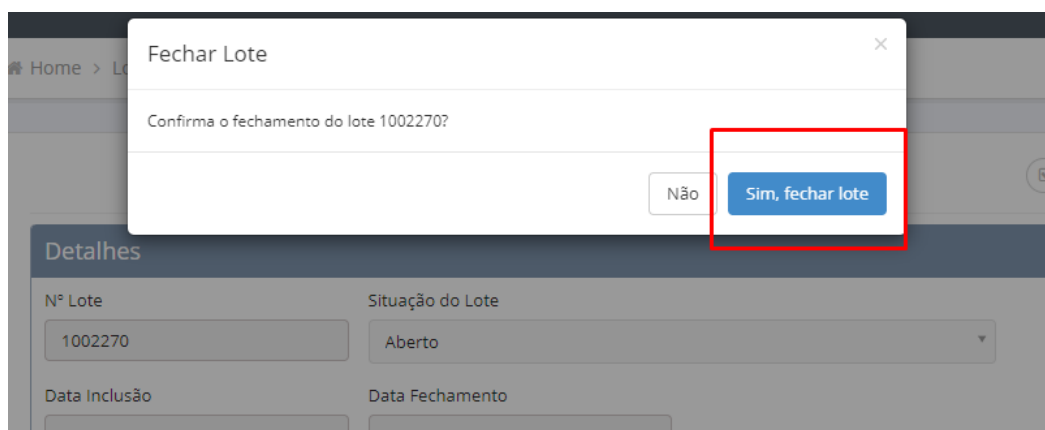 Fechar Lote
×
Home >
Confirma o fechamento do lote 1002270?
Não Sim, fechar lote
Detalhes
Nº Lote Situação do Lote
1002270 Aberto
Data Inclusão Data Fechamento